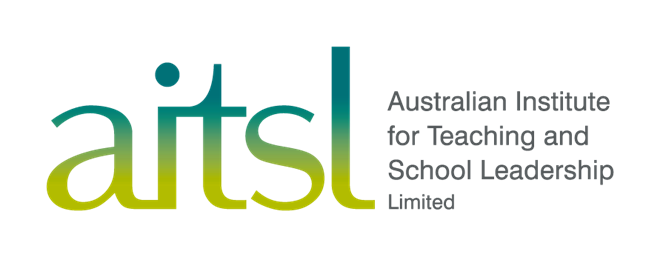 aitsl
Australian Institute
for Teaching and
School Leadership
Limited